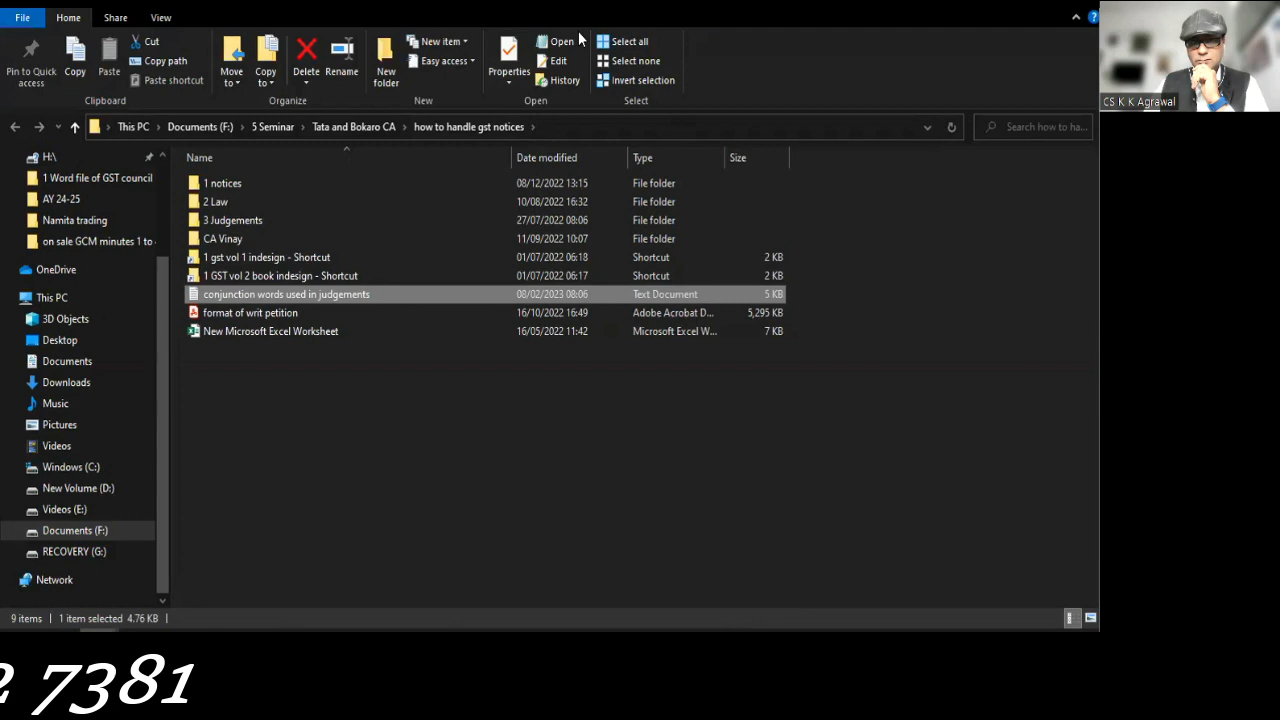 File Home Share View
Pin to Quick access
Copy
Paste
Cut
Copy path
Paste shortcut
Clipboard
Move to
Copy to
Delete
Rename
Organize
New folder
New item
Easy access
New
Properties
Open
Edit
History
Open
Select all
Select none
Invert selection
Select
CS K K Agrawal
This PC > Documents (F:) > 5 Seminar > Tata and Bokaro CA > how to handle gst notices >
Search how to ha...
H:\
1 Word file of GST council
AY 24-25
Namita trading
on sale GCM minutes 1 to
OneDrive
This PC
3D Objects
Desktop
Documents
Downloads
Music
Pictures
Videos
Windows (C:)
New Volume (D:)
Videos (E:)
Documents (F:)
RECOVERY (G:)
Network
Name Date modified Type Size
1 notices 08/12/2022 13:15 File folder
2 Law 10/08/2022 16:32 File folder
3 Judgements 27/07/2022 08:06 File folder
CA Vinay 11/09/2022 10:07 File folder
1 gst vol 1 indesign - Shortcut 01/07/2022 06:18 Shortcut 2 KB
1 GST vol 2 book indesign - Shortcut 01/07/2022 06:17 Shortcut 2 KB
conjunction words used in judgements 08/02/2023 08:06 Text Document 5 KB
format of writ petition 16/10/2022 16:49 Adobe Acrobat D... 5,295 KB
New Microsoft Excel Worksheet 16/05/2022 11:42 Microsoft Excel W... 7 KB
9 items 1 item selected 4.76 KB
2 7381